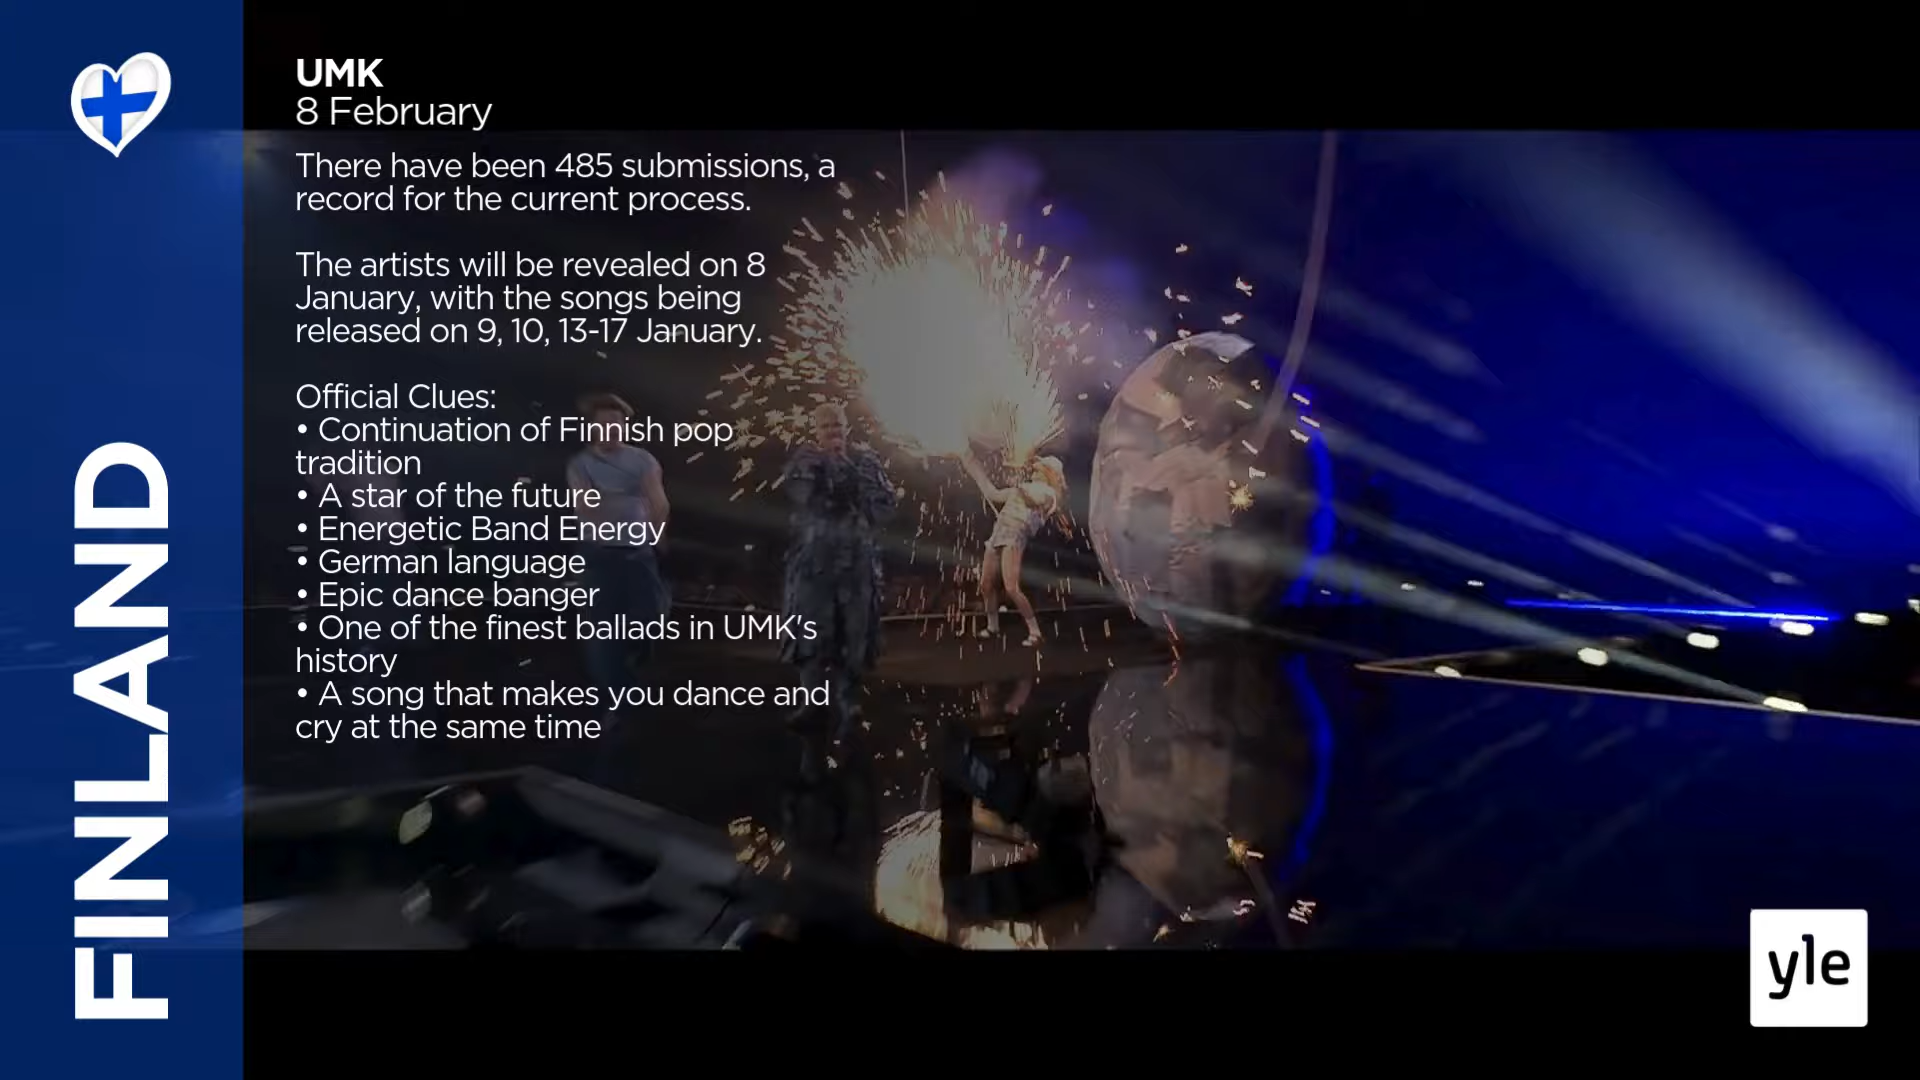 UMK
8 February
There have been 485 submissions, a
record for the current process.
The artists will be revealed on 8
January, with the songs being
released on 9, 10, 13-17 January.
Official Clues:
• Continuation of Finnish pop
tradition
• A star of the future
• Energetic Band Energy
• German language
• Epic dance banger
• One of the finest ballads in UMK's
history
• A song that makes you dance and
cry at the same time
FINLAND
yle